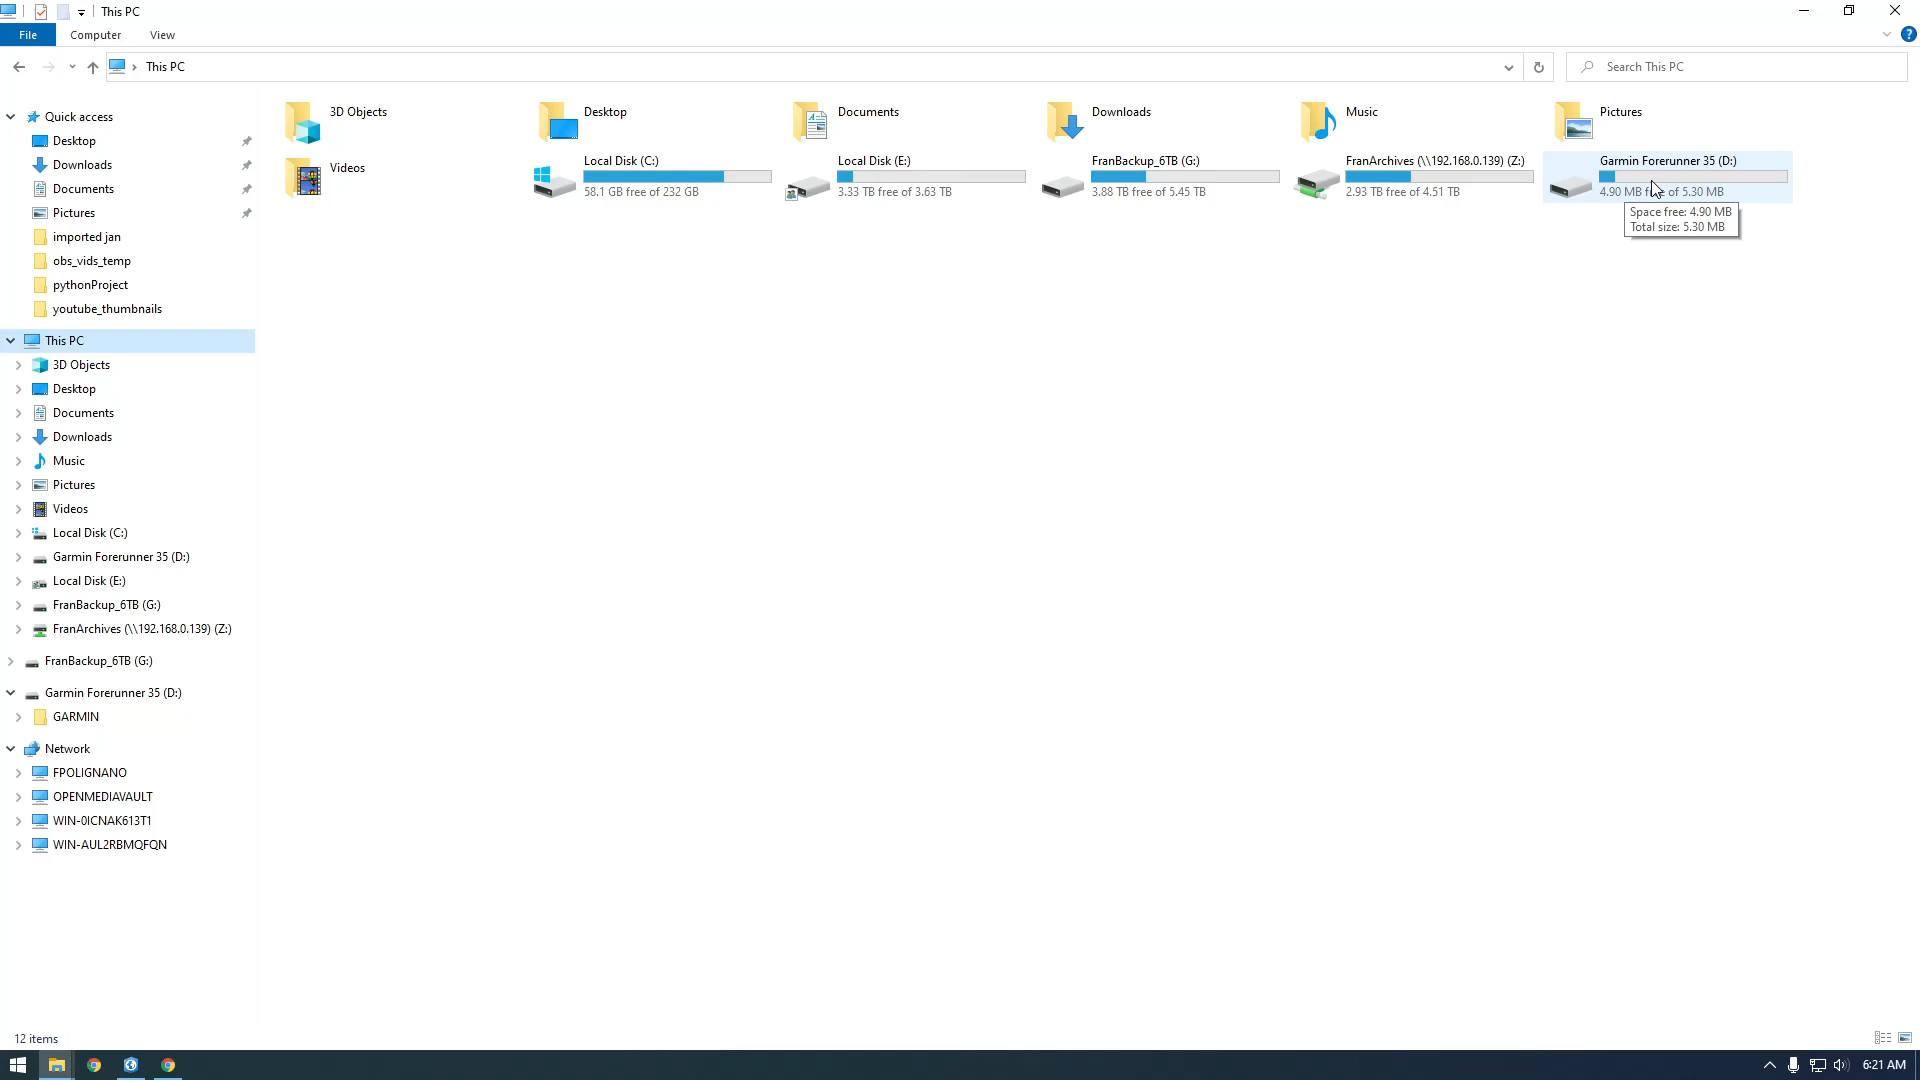 This PC
File
Computer
View
?
This PC
Search This PC
Quick access
Desktop
Downloads
Documents
Pictures
imported jan
obs_vids_temp
pythonProject
youtube_thumbnails
This PC
3D Objects
Desktop
Documents
Downloads
Music
Pictures
Videos
Local Disk (C:)
Garmin Forerunner 35 (D:)
Local Disk (E:)
FranBackup_6TB (G:)
FranArchives (\\192.168.0.139) (Z:)
FranBackup_6TB (G:)
Garmin Forerunner 35 (D:)
GARMIN
Network
FPOLIGNANO
OPENMEDIAVAULT
WIN-0ICNAK613T1
WIN-AUL2RBMQFQN
3D Objects
Desktop
Documents
Downloads
Music
Pictures
Videos
Local Disk (C:)
58.1 GB free of 232 GB
Local Disk (E:)
3.33 TB free of 3.63 TB
FranBackup_6TB (G:)
3.88 TB free of 5.45 TB
FranArchives (\\192.168.0.139) (Z:)
2.93 TB free of 4.51 TB
Garmin Forerunner 35 (D:)
4.90 MB free of 5.30 MB
Space free: 4.90 MB
Total size: 5.30 MB
12 items
6:21 AM